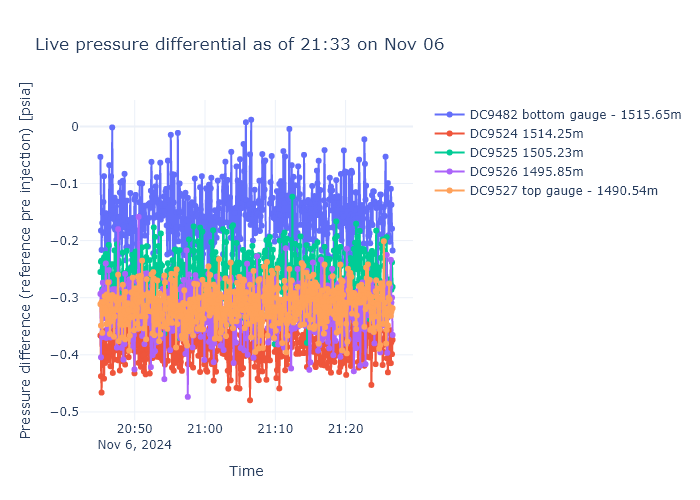 Live pressure differential as of 21:33 on Nov 06
Pressure difference (reference pre injection) [psia]
0
−0.1
−0.2
−0.3
−0.4
−0.5
20:50
21:00
21:10
21:20
Nov 6, 2024
Time
DC9482 bottom gauge - 1515.65m
DC9524 1514.25m
DC9525 1505.23m
DC9526 1495.85m
DC9527 top gauge - 1490.54m